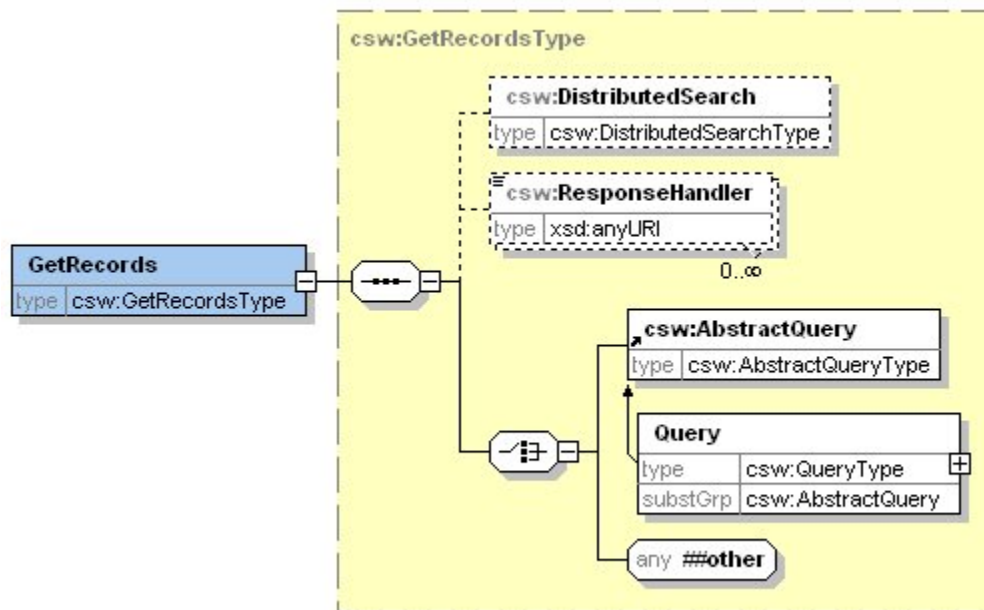 csw:GetRecordsType
csw:DistributedSearch
type csw:DistributedSearchType
csw:ResponseHandler
type xsd:anyURI
0..∞
GetRecords
type csw:GetRecordsType
csw:AbstractQuery
type csw:AbstractQueryType
Query
type csw:QueryType
substGrp csw:AbstractQuery
any ##other